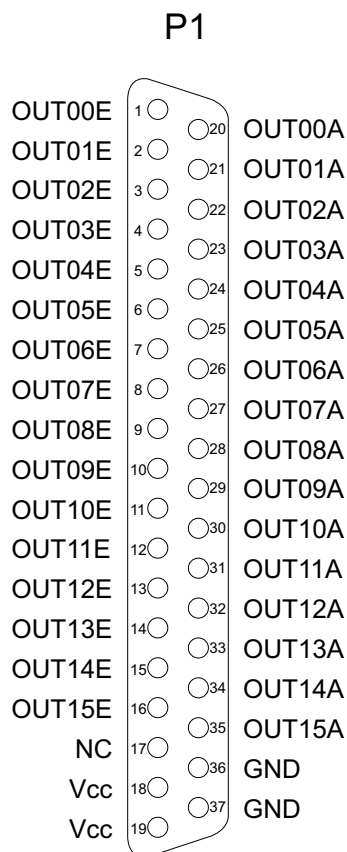 P1
OUT00E 1 20 OUT00A
OUT01E 2 21 OUT01A
OUT02E 3 22 OUT02A
OUT03E 4 23 OUT03A
OUT04E 5 24 OUT04A
OUT05E 6 25 OUT05A
OUT06E 7 26 OUT06A
OUT07E 8 27 OUT07A
OUT08E 9 28 OUT08A
OUT09E 10 29 OUT09A
OUT10E 11 30 OUT10A
OUT11E 12 31 OUT11A
OUT12E 13 32 OUT12A
OUT13E 14 33 OUT13A
OUT14E 15 34 OUT14A
OUT15E 16 35 OUT15A
NC 17 36 GND
Vcc 18 37 GND
Vcc 19